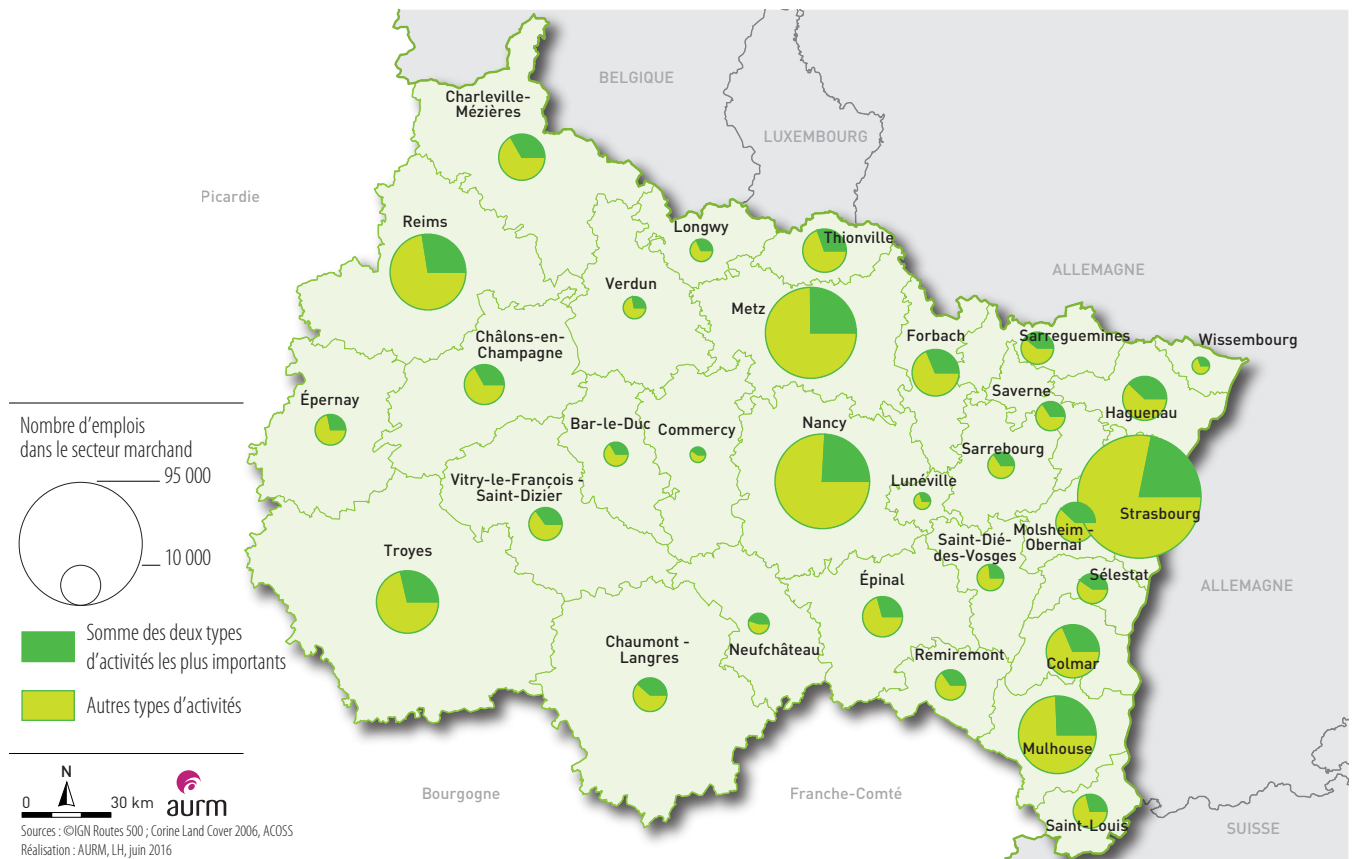 BELGIQUE
LUXEMBOURG
Picardie
ALLEMAGNE
Charleville-
Mézières
Reims
Longwy
Thionville
Verdun
Metz
Châlons-en-
Champagne
Forbach
Sarreguemines
Wissembourg
Saverne
Haguenau
Épernay
Bar-le-Duc
Commercy
Nancy
Sarrebourg
Lunéville
Strasbourg
Vitry-le-François -
Saint-Dizier
Molsheim -
Obernai
Saint-Dié-
des-Vosges
Troyes
Épinal
Sélestat
ALLEMAGNE
Chaumont -
Langres
Neufchâteau
Remiremont
Colmar
Mulhouse
Saint-Louis
Bourgogne
Franche-Comté
SUISSE
Nombre d'emplois
dans le secteur marchand
95 000
10 000
Somme des deux types
d'activités les plus importants
Autres types d'activités
N
0 30 km
aurm
Sources : ©IGN Routes 500 ; Corine Land Cover 2006, ACOSS
Réalisation : AURM, LH, juin 2016